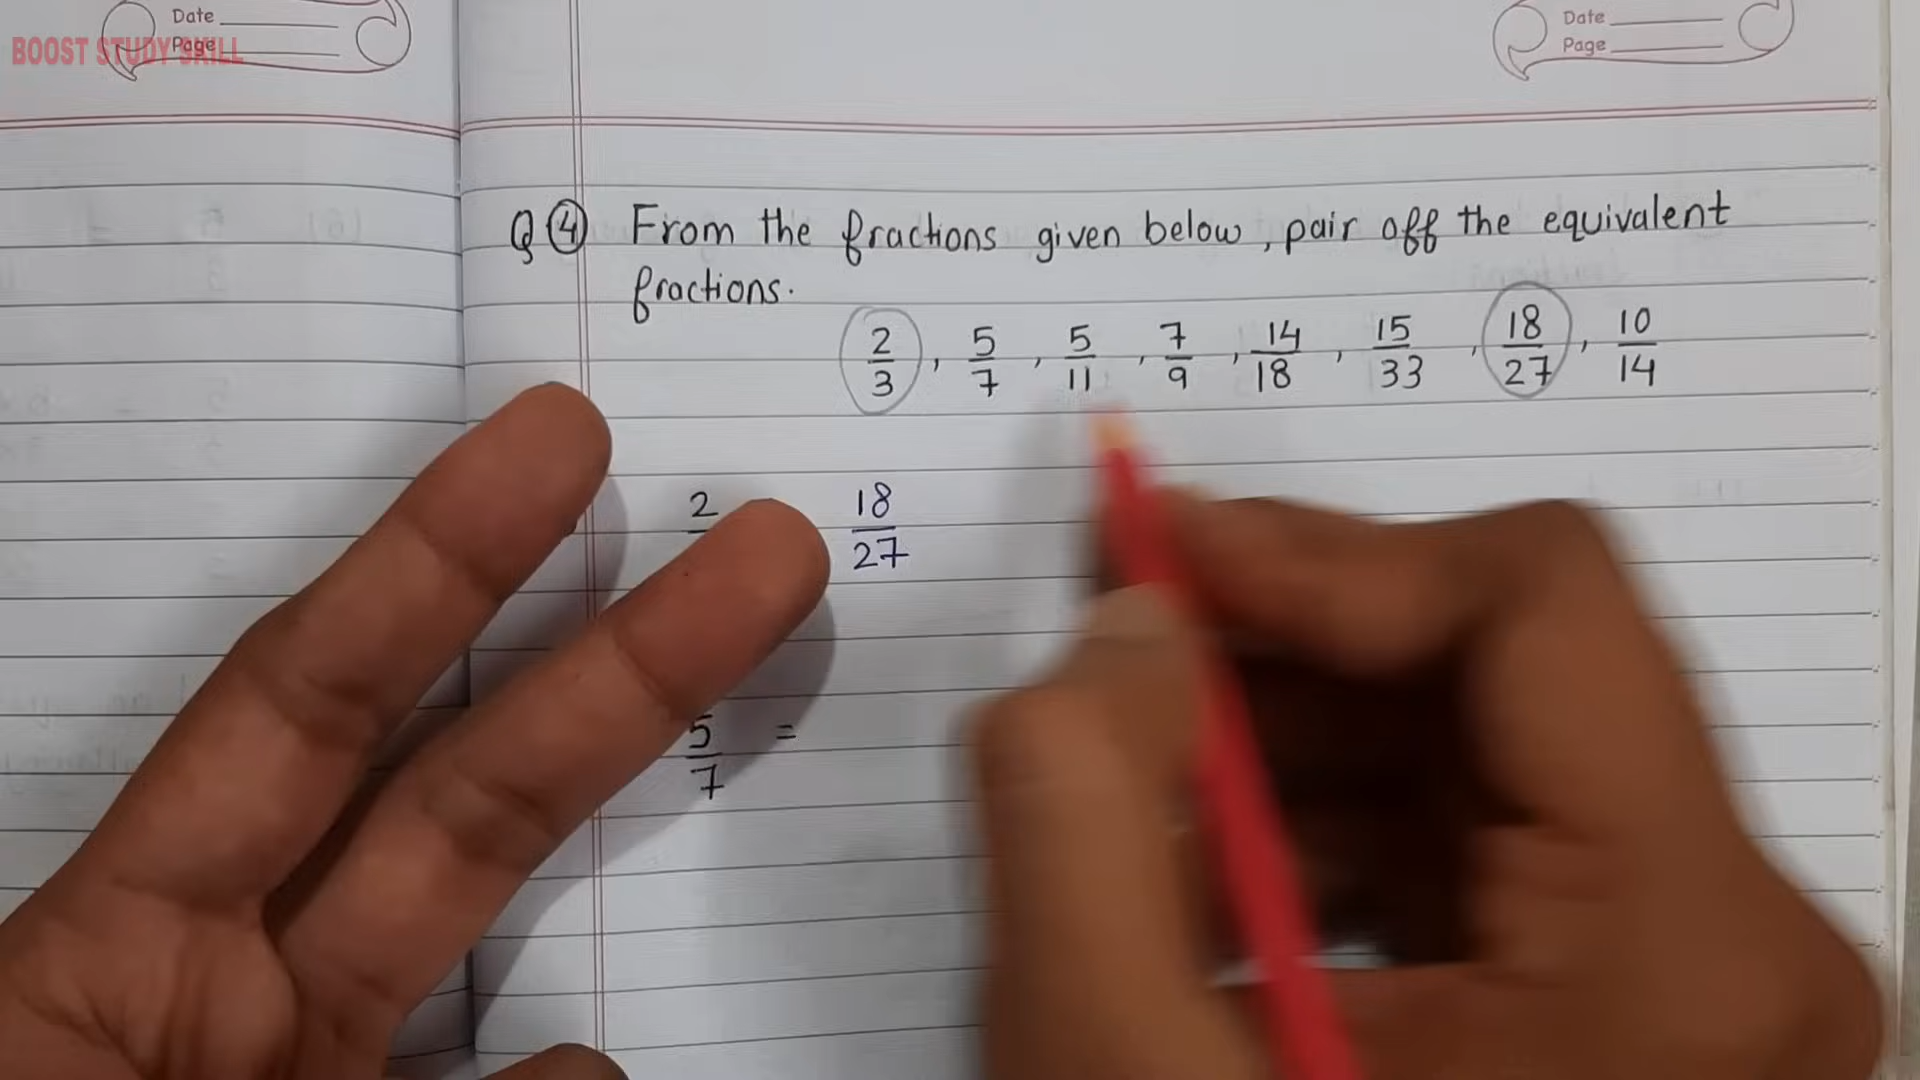 Date
Page
BOOST STUDY SKILL
Date
Page
Q 4 From the fractions given below, pair off the equivalent
fractions.
2/3, 5/7, 5/11, 7/9, 14/18, 15/33, 18/27, 10/14
2 18/27
5/7 =